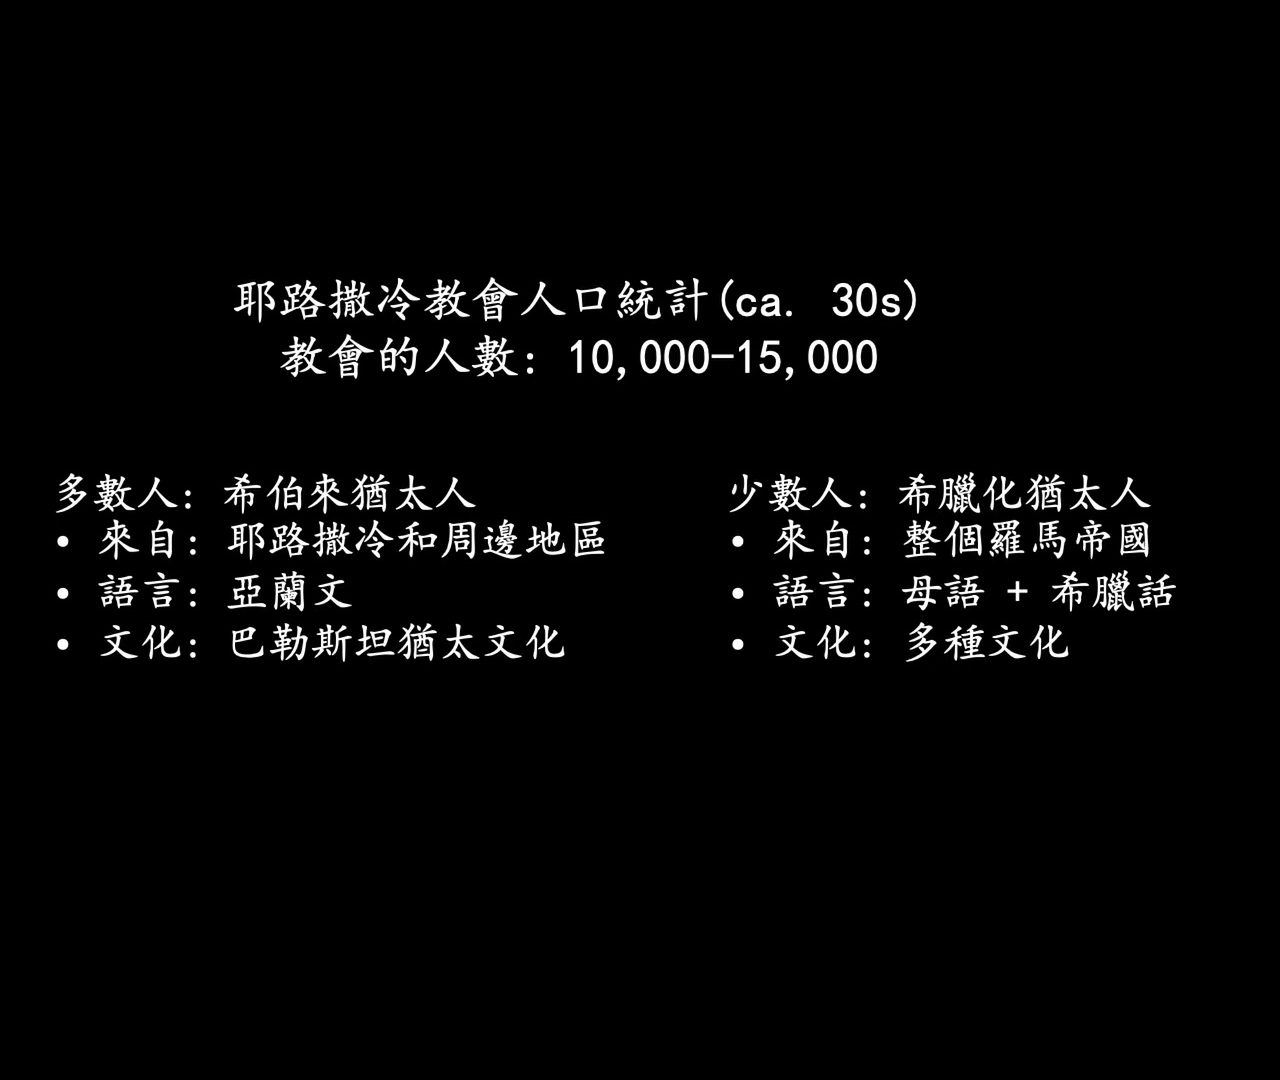 耶路撒冷教會人口統計(ca. 30s)
教會的人數: 10,000-15,000
多數人: 希伯來猶太人
• 來自: 耶路撒冷和周邊地區
• 語言: 亞蘭文
• 文化: 巴勒斯坦猶太文化
少數人: 希臘化猶太人
• 來自: 整個羅馬帝國
• 語言: 母語 + 希臘話
• 文化: 多種文化